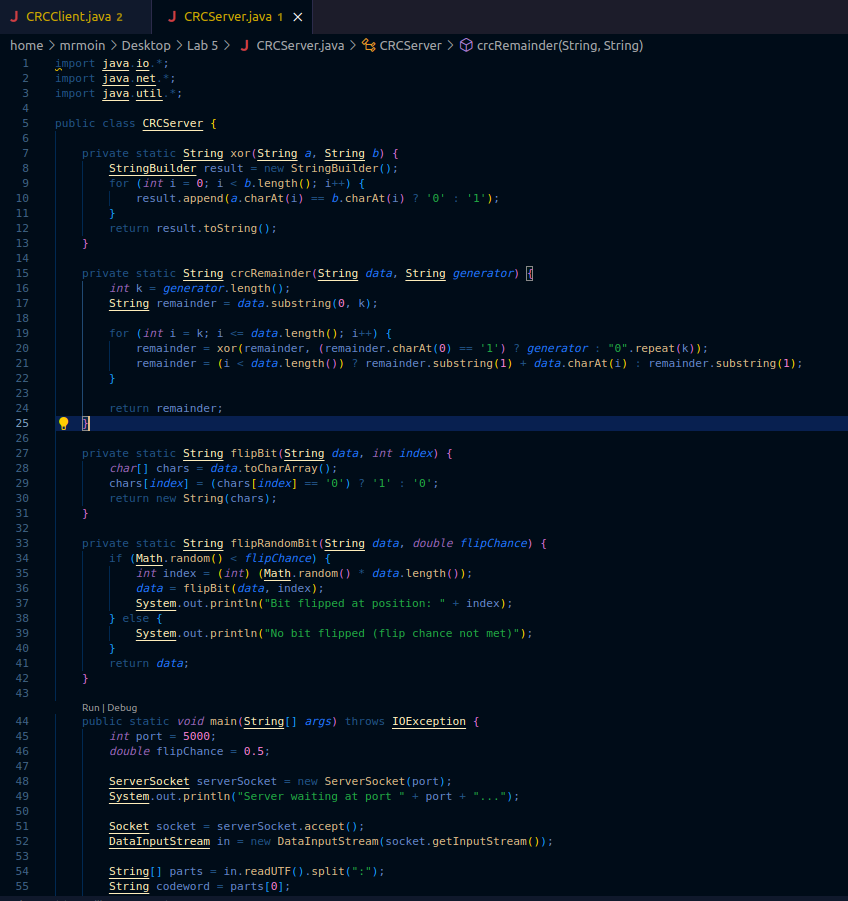 J CRCClient.java 2 J CRCServer.java 1 ×
home > mrmoin > Desktop > Lab 5 > J CRCServer.java > CRCServer > crcRemainder(String, String)
1 import java.io.*;
2 import java.net.*;
3 import java.util.*;
4
5 public class CRCServer {
6
7 private static String xor(String a, String b) {
8 StringBuilder result = new StringBuilder();
9 for (int i = 0; i < b.length(); i++) {
10 result.append(a.charAt(i) == b.charAt(i) ? '0' : '1');
11 }
12 return result.toString();
13 }
14
15 private static String crcRemainder(String data, String generator) {
16 int k = generator.length();
17 String remainder = data.substring(0, k);
18
19 for (int i = k; i <= data.length(); i++) {
20 remainder = xor(remainder, (remainder.charAt(0) == '1') ? generator : "0".repeat(k));
21 remainder = (i < data.length()) ? remainder.substring(1) + data.charAt(i) : remainder.substring(1);
22 }
23
24 return remainder;
25 }
26
27 private static String flipBit(String data, int index) {
28 char[] chars = data.toCharArray();
29 chars[index] = (chars[index] == '0') ? '1' : '0';
30 return new String(chars);
31 }
32
33 private static String flipRandomBit(String data, double flipChance) {
34 if (Math.random() < flipChance) {
35 int index = (int) (Math.random() * data.length());
36 data = flipBit(data, index);
37 System.out.println("Bit flipped at position: " + index);
38 } else {
39 System.out.println("No bit flipped (flip chance not met)");
40 }
41 return data;
42 }
43
Run | Debug
44 public static void main(String[] args) throws IOException {
45 int port = 5000;
46 double flipChance = 0.5;
47
48 ServerSocket serverSocket = new ServerSocket(port);
49 System.out.println("Server waiting at port " + port + "...");
50
51 Socket socket = serverSocket.accept();
52 DataInputStream in = new DataInputStream(socket.getInputStream());
53
54 String[] parts = in.readUTF().split(":");
55 String codeword = parts[0];